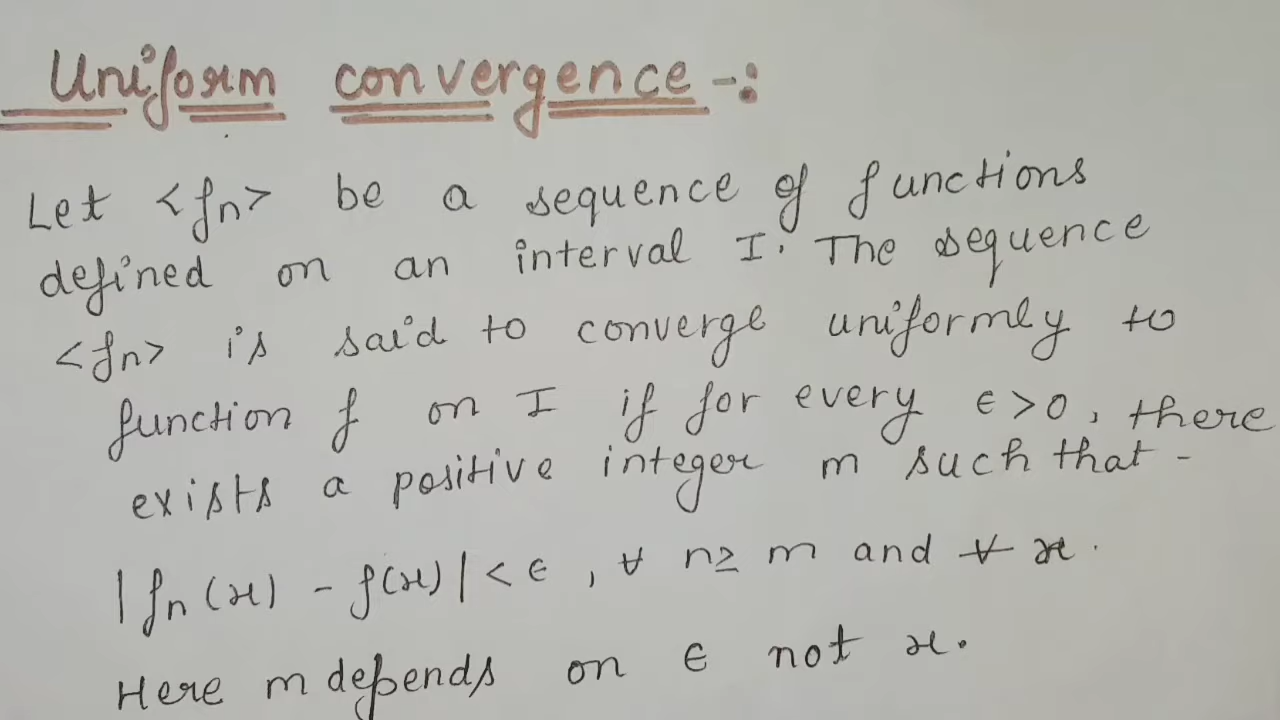 Uniform convergence -:
Let <fn> be a sequence of functions
defined on an interval I. The sequence
<fn> is said to converge uniformly to
function f on I if for every ϵ>0, there
exists a positive integer m such that -
|fn(x) - f(x)| < ϵ, ∀ n≥ m and ∀ x.
Here m depends on ϵ not x.